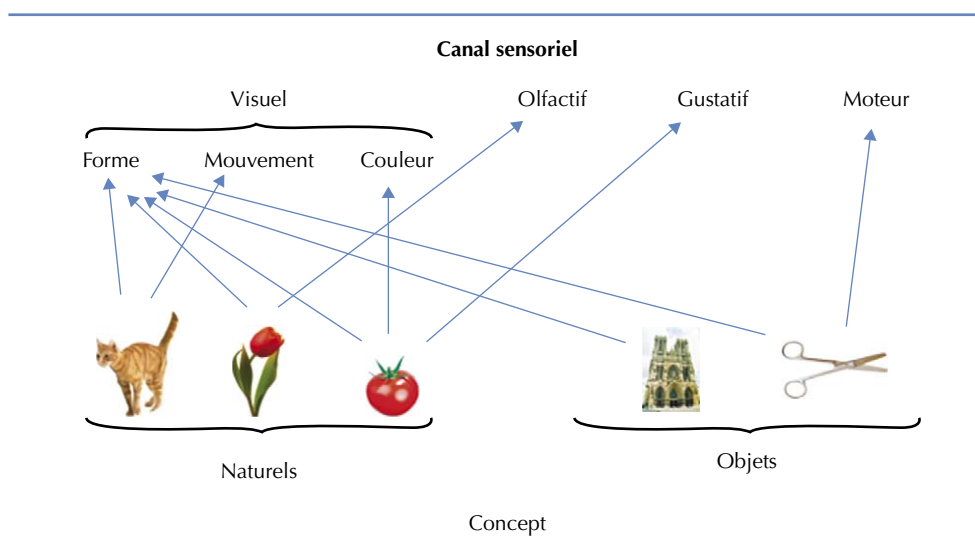 Canal sensoriel
Visuel Olfactif Gustatif Moteur
Forme Mouvement Couleur
Naturels Objets
Concept